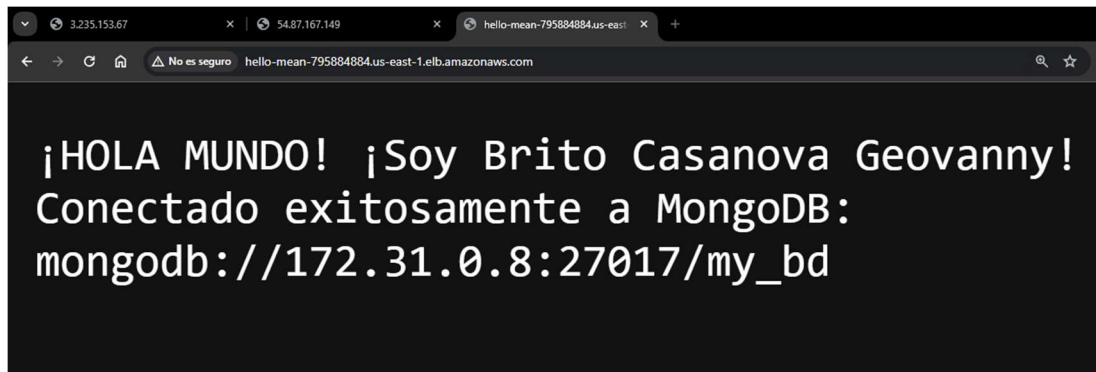 3.235.153.67
54.87.167.149
hello-mean-795884884.us-east
No es seguro
hello-mean-795884884.us-east-1.elb.amazonaws.com
¡HOLA MUNDO! ¡Soy Brito Casanova Geovanny!
Conectado exitosamente a MongoDB:
mongodb://172.31.0.8:27017/my_bd